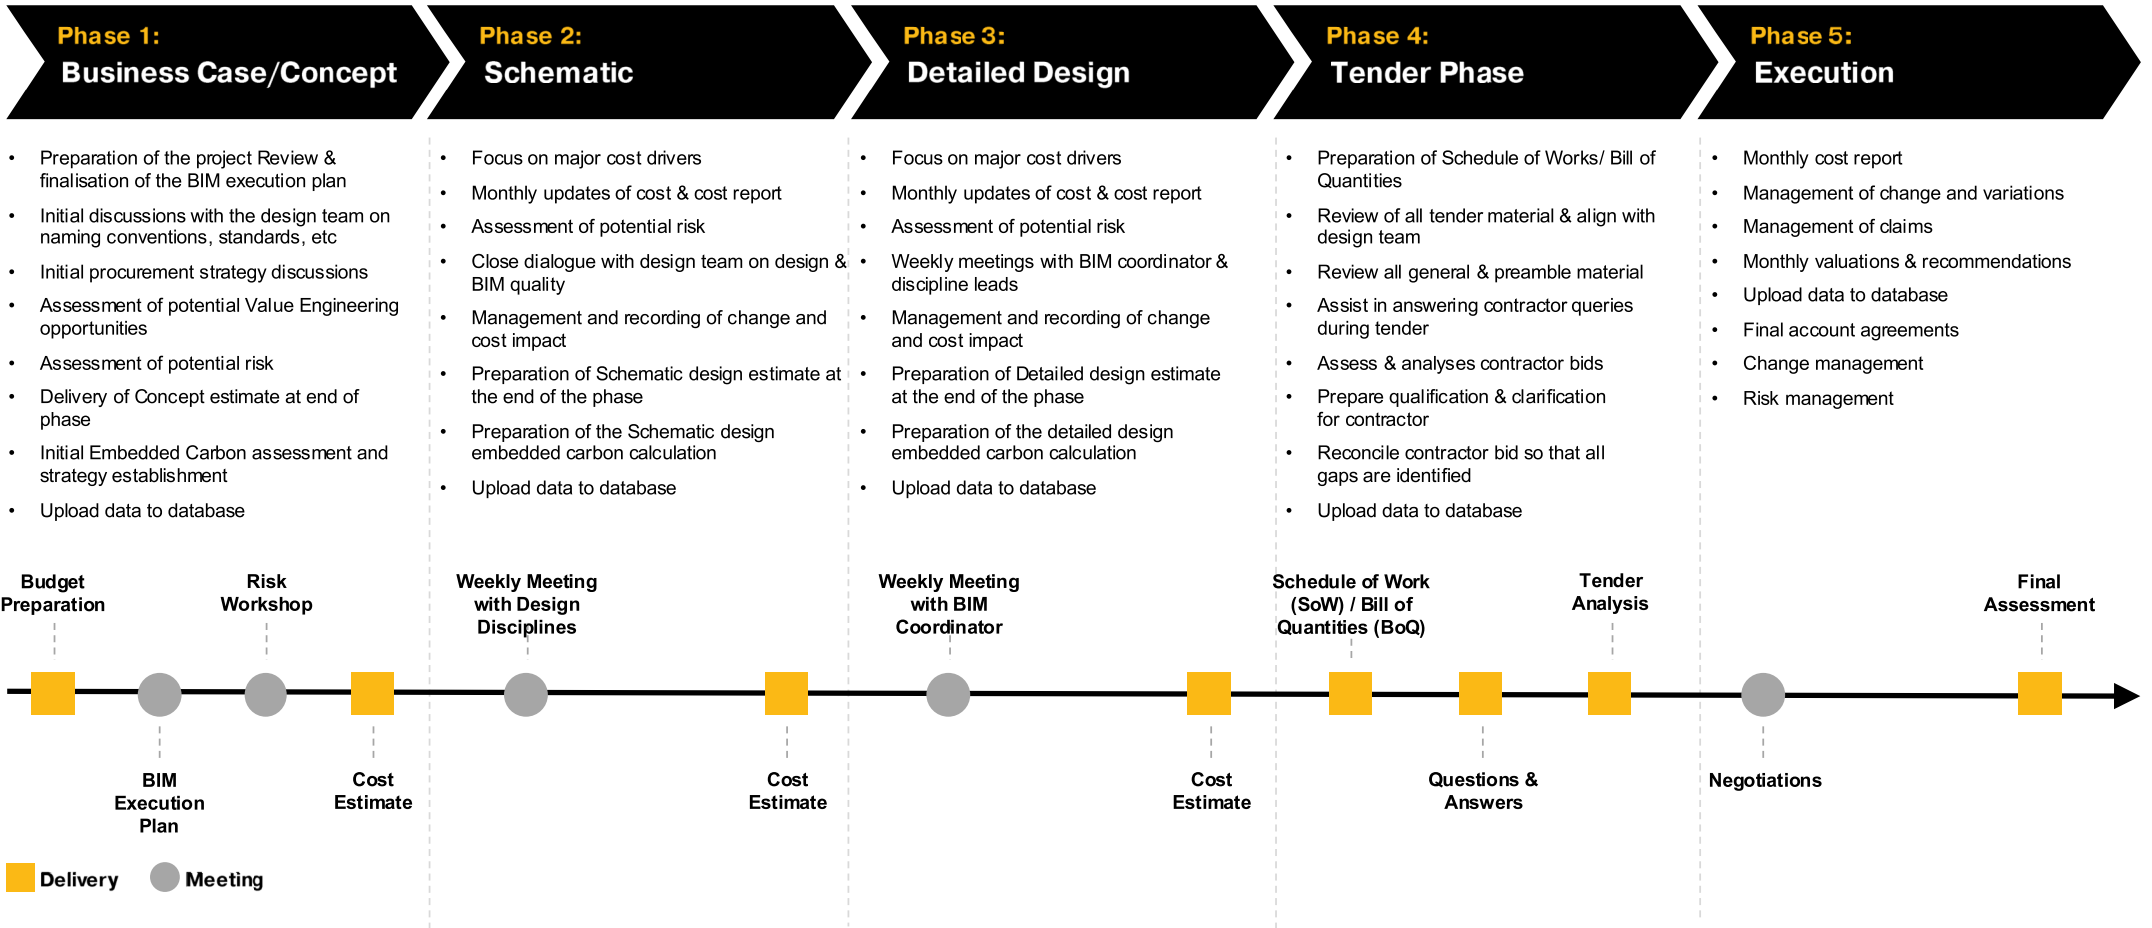 Phase 1:
Business Case/Concept
Phase 2:
Schematic
Phase 3:
Detailed Design
Phase 4:
Tender Phase
Phase 5:
Execution
• Preparation of the project Review &
finalisation of the BIM execution plan
• Initial discussions with the design team on
naming conventions, standards, etc
• Initial procurement strategy discussions
• Assessment of potential Value Engineering
opportunities
• Assessment of potential risk
• Delivery of Concept estimate at end of
phase
• Initial Embedded Carbon assessment and
strategy establishment
• Upload data to database
• Focus on major cost drivers
• Monthly updates of cost & cost report
• Assessment of potential risk
• Close dialogue with design team on design &
BIM quality
• Management and recording of change and
cost impact
• Preparation of Schematic design estimate at
the end of the phase
• Preparation of the Schematic design
embedded carbon calculation
• Upload data to database
• Focus on major cost drivers
• Monthly updates of cost & cost report
• Assessment of potential risk
• Weekly meetings with BIM coordinator &
discipline leads
• Management and recording of change
and cost impact
• Preparation of Detailed design estimate
at the end of the phase
• Preparation of the detailed design
embedded carbon calculation
• Upload data to database
• Preparation of Schedule of Works/ Bill of
Quantities
• Review of all tender material & align with
design team
• Review all general & preamble material
• Assist in answering contractor queries
during tender
• Assess & analyses contractor bids
• Prepare qualification & clarification
for contractor
• Reconcile contractor bid so that all
gaps are identified
• Upload data to database
• Monthly cost report
• Management of change and variations
• Management of claims
• Monthly valuations & recommendations
• Upload data to database
• Final account agreements
• Change management
• Risk management
Budget
Preparation
Risk
Workshop
Weekly Meeting
with Design
Disciplines
Weekly Meeting
with BIM
Coordinator
Schedule of Work
(SoW) / Bill of
Quantities (BoQ)
Tender
Analysis
Final
Assessment
BIM
Execution
Plan
Cost
Estimate
Cost
Estimate
Cost
Estimate
Questions &
Answers
Negotiations
Delivery
Meeting